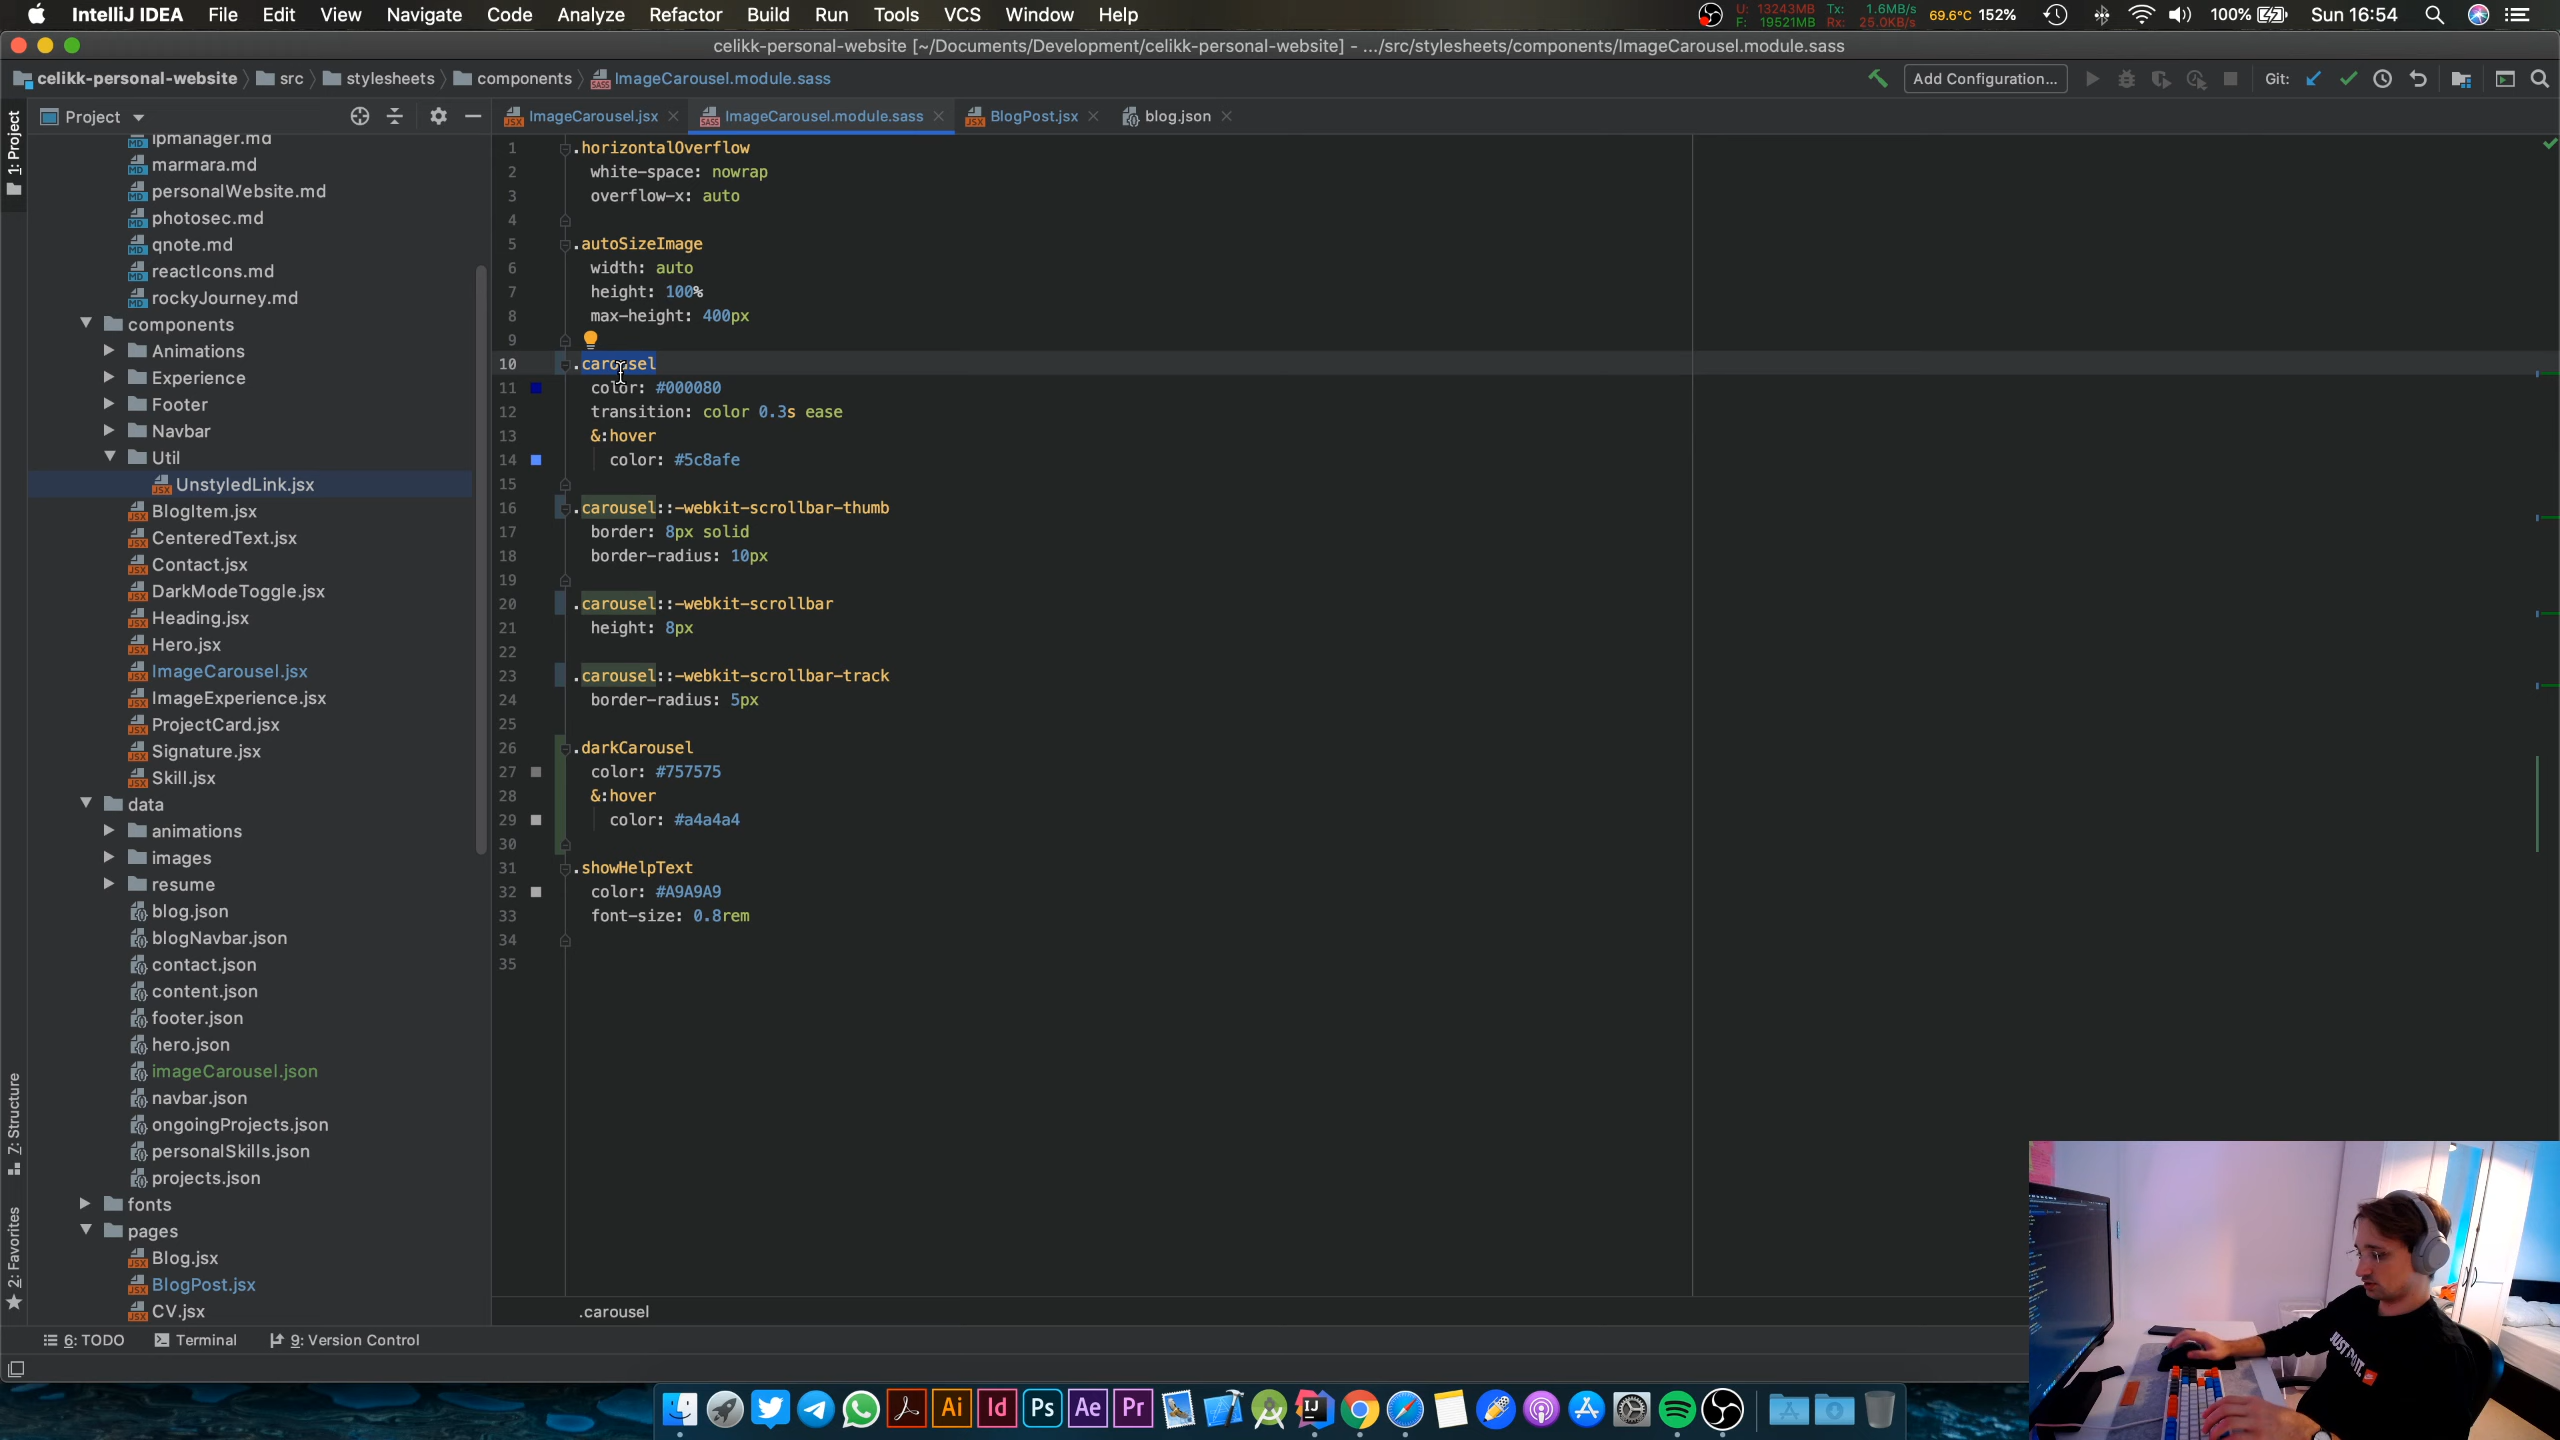 IntelliJ IDEA File Edit View Navigate Code Analyze Refactor Build Run Tools VCS Window Help
U: 13243MB Tx: 1.6MB/s
F: 19521MB Rx: 25.0KB/s
69.6°C 152% 100% Sun 16:54
celikk-personal-website [~/Documents/Development/celikk-personal-website] - .../src/stylesheets/components/ImageCarousel.module.sass
celikk-personal-website src stylesheets components ImageCarousel.module.sass Add Configuration... Git:
1: Project
Project
ImageCarousel.jsx ImageCarousel.module.sass BlogPost.jsx blog.json
ipmanager.md
marmara.md
personalWebsite.md
photosec.md
qnote.md
reactIcons.md
rockyJourney.md
components
Animations
Experience
Footer
Navbar
Util
UnstyledLink.jsx
BlogItem.jsx
CenteredText.jsx
Contact.jsx
DarkModeToggle.jsx
Heading.jsx
Hero.jsx
ImageCarousel.jsx
ImageExperience.jsx
ProjectCard.jsx
Signature.jsx
Skill.jsx
data
animations
images
resume
blog.json
blogNavbar.json
contact.json
content.json
footer.json
hero.json
imageCarousel.json
navbar.json
ongoingProjects.json
personalSkills.json
projects.json
fonts
pages
Blog.jsx
BlogPost.jsx
CV.jsx
1 .horizontalOverflow
2 white-space: nowrap
3 overflow-x: auto
4
5 .autoSizeImage
6 width: auto
7 height: 100%
8 max-height: 400px
9
10 .carousel
11 color: #000080
12 transition: color 0.3s ease
13 &:hover
14 color: #5c8afe
15
16 .carousel::-webkit-scrollbar-thumb
17 border: 8px solid
18 border-radius: 10px
19
20 .carousel::-webkit-scrollbar
21 height: 8px
22
23 .carousel::-webkit-scrollbar-track
24 border-radius: 5px
25
26 .darkCarousel
27 color: #757575
28 &:hover
29 color: #a4a4a4
30
31 .showHelpText
32 color: #A9A9A9
33 font-size: 0.8rem
34
35
.carousel
Z: Structure
2: Favorites
6: TODO Terminal 9: Version Control
Ai Id Ps Ae Pr IJ
JUST DO IT.